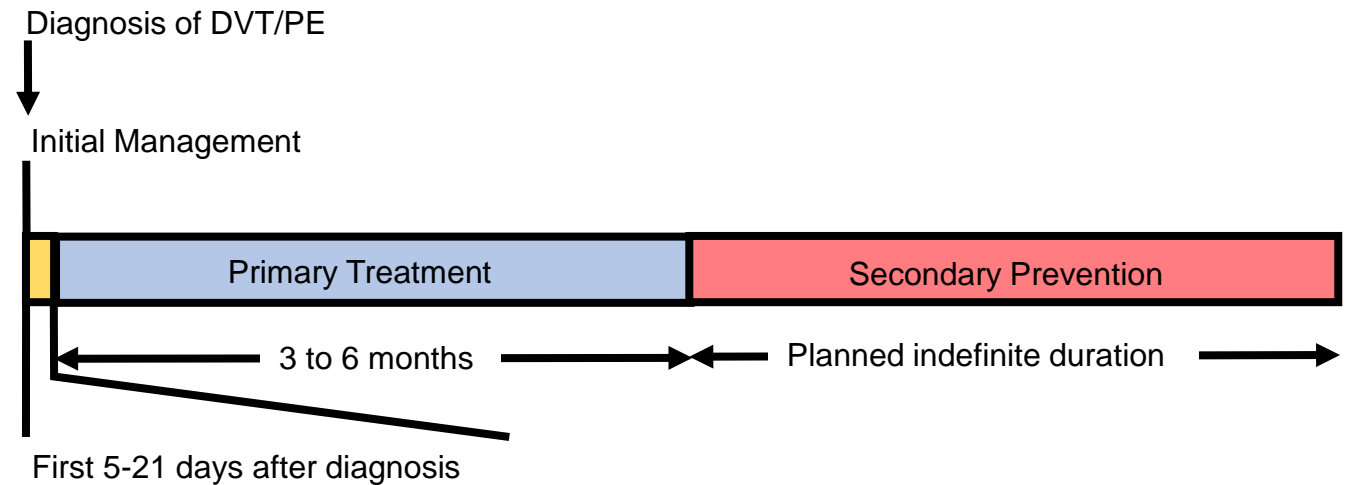 Diagnosis of DVT/PE
Initial Management
Primary Treatment
Secondary Prevention
3 to 6 months
Planned indefinite duration
First 5-21 days after diagnosis